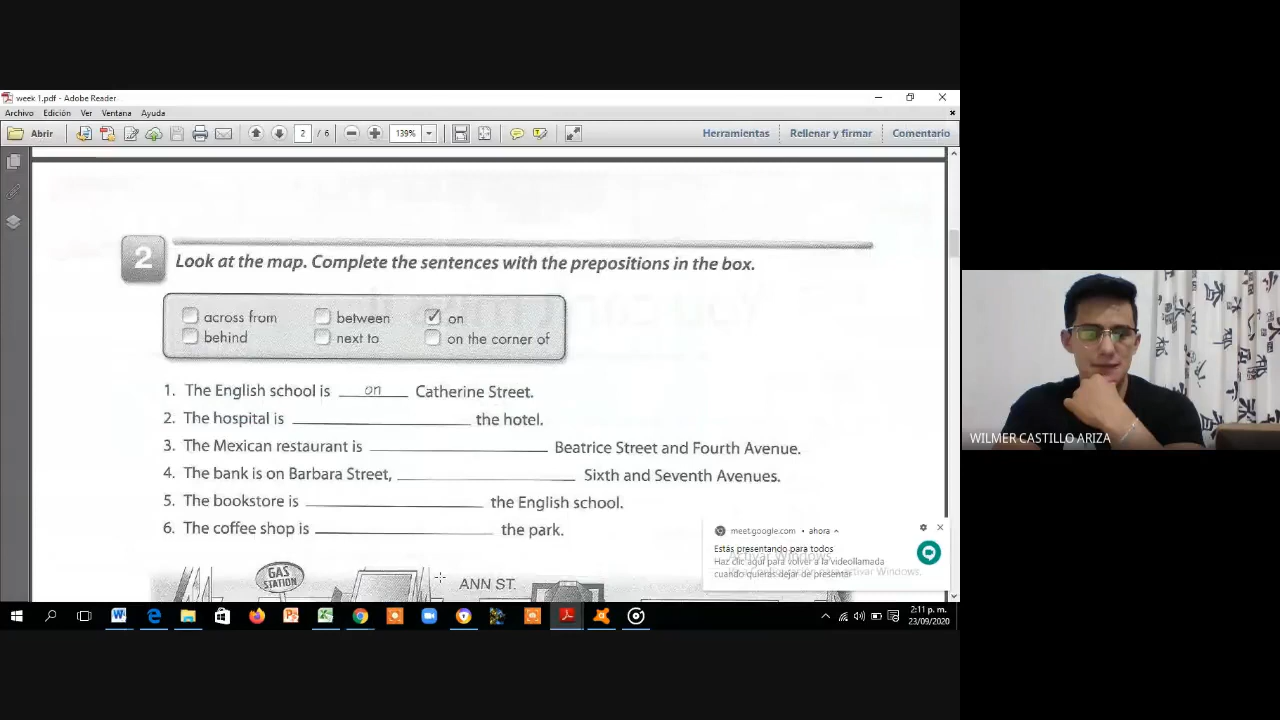 week 1.pdf - Adobe Reader
Archivo Edición Ver Ventana Ayuda
Abrir 2 / 6 139% Herramientas Rellenar y firmar Comentario
2 Look at the map. Complete the sentences with the prepositions in the box.
across from between on
behind next to on the corner of
1. The English school is on Catherine Street.
2. The hospital is the hotel.
3. The Mexican restaurant is Beatrice Street and Fourth Avenue.
4. The bank is on Barbara Street, Sixth and Seventh Avenues.
5. The bookstore is the English school.
6. The coffee shop is the park.
GAS STATION
ANN ST.
meet.google.com • ahora
Estás presentando para todos
Haz clic aquí para volver a la videollamada
cuando quieras dejar de presentar
Activar Windows
WILMER CASTILLO ARIZA
2:11 p. m.
23/09/2020